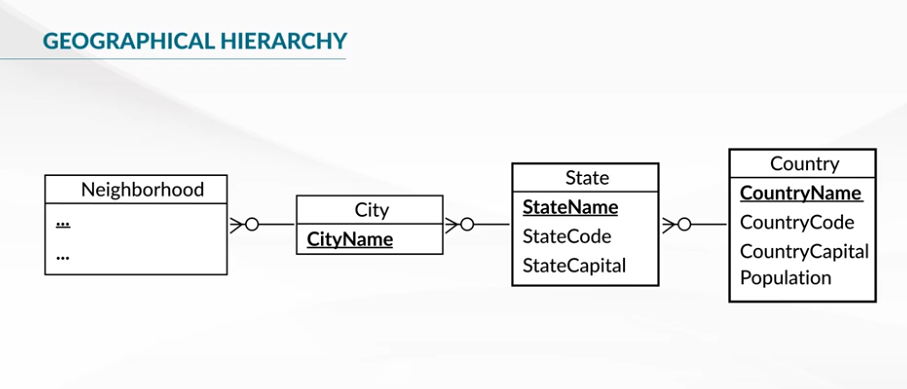 GEOGRAPHICAL HIERARCHY
Neighborhood
...
...
City
CityName
State
StateName
StateCode
StateCapital
Country
CountryName
CountryCode
CountryCapital
Population